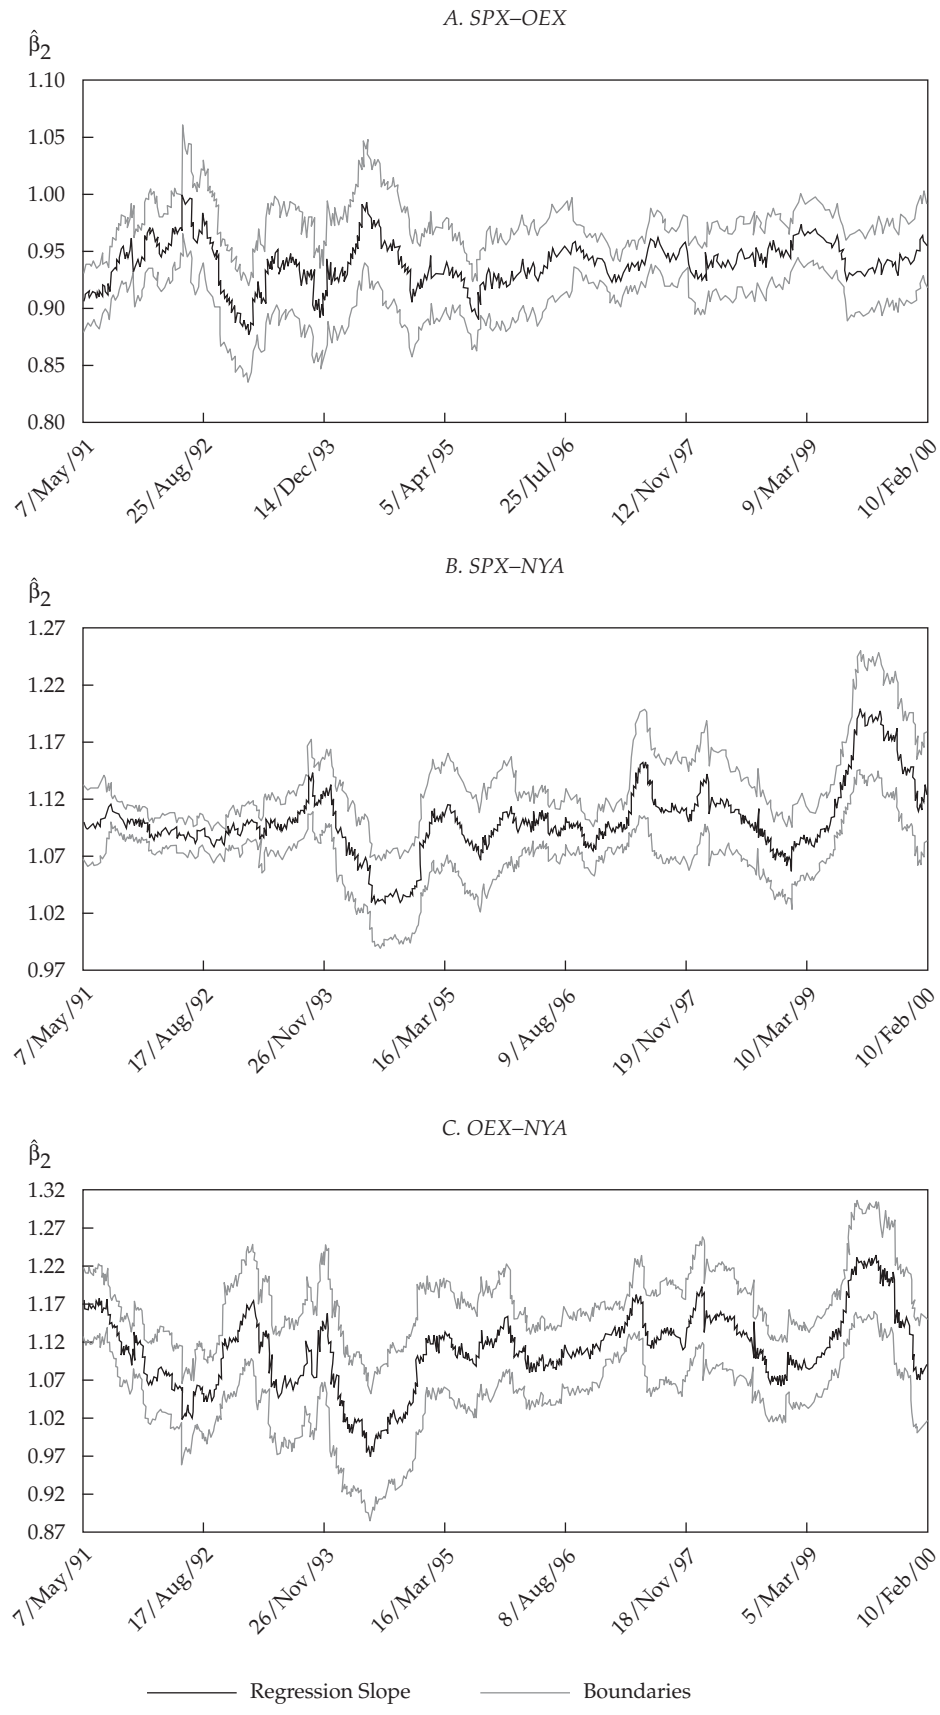 A. SPX–OEX
β̂2
1.10
1.05
1.00
0.95
0.90
0.85
0.80
7/May/91
25/Aug/92
14/Dec/93
5/Apr/95
25/Jul/96
12/Nov/97
9/Mar/99
10/Feb/00
B. SPX–NYA
β̂2
1.27
1.22
1.17
1.12
1.07
1.02
0.97
7/May/91
17/Aug/92
26/Nov/93
16/Mar/95
9/Aug/96
19/Nov/97
10/Mar/99
10/Feb/00
C. OEX–NYA
β̂2
1.32
1.27
1.22
1.17
1.12
1.07
1.02
0.97
0.92
0.87
7/May/91
17/Aug/92
26/Nov/93
16/Mar/95
8/Aug/96
18/Nov/97
5/Mar/99
10/Feb/00
Regression Slope
Boundaries